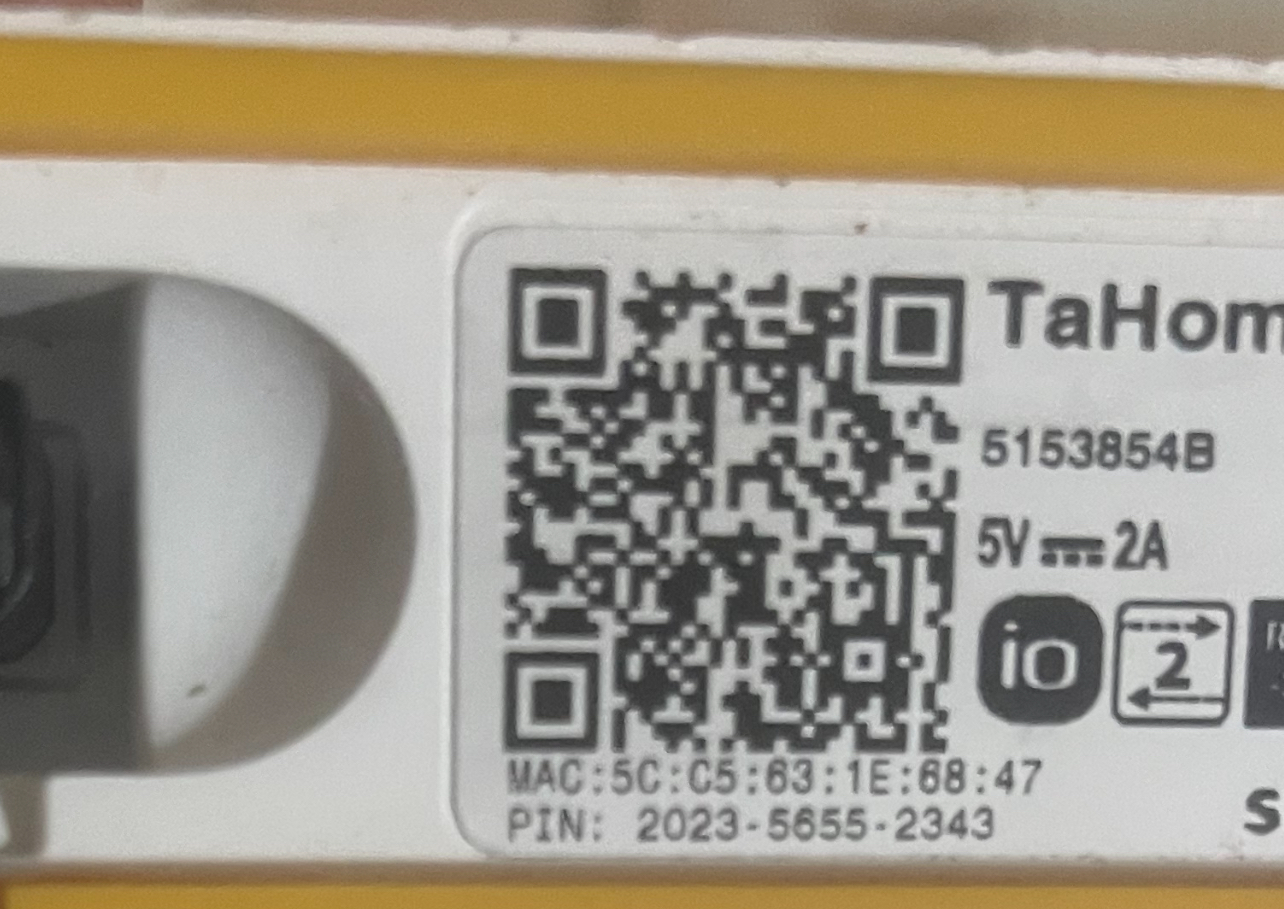 TaHom
5153854B
5V 2A
io 2
MAC:5C:C5:63:1E:68:47
PIN: 2023-5655-2343